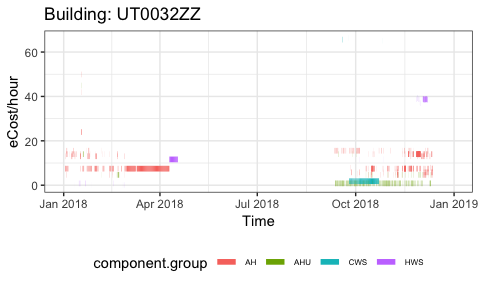 Building: UT0032ZZ
60
40
20
0
eCost/hour
Jan 2018 Apr 2018 Jul 2018 Oct 2018 Jan 2019
Time
component.group AH AHU CWS HWS